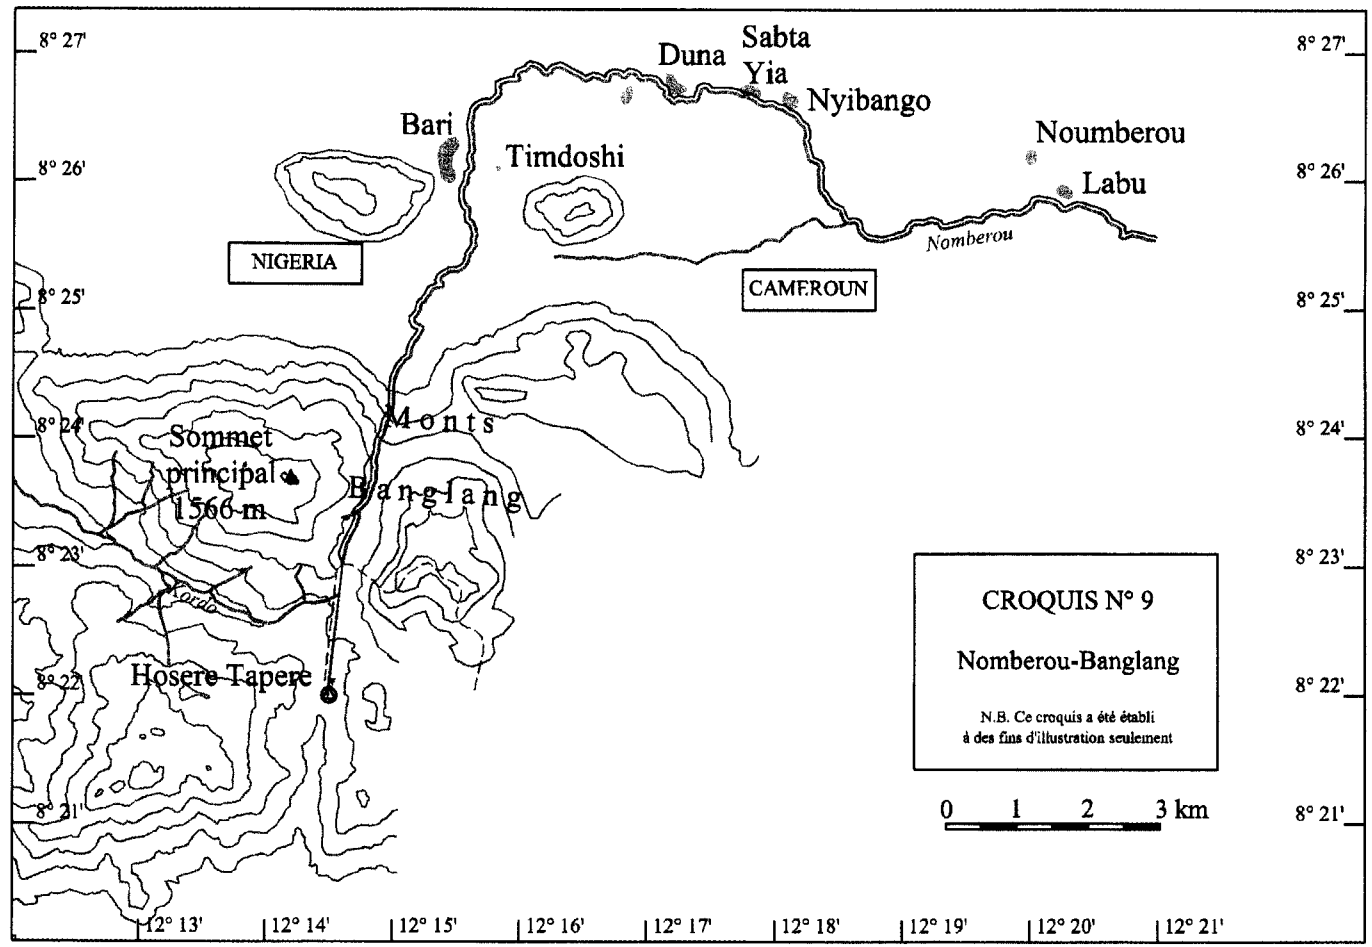 8° 27'
8° 27'
Duna
Sabta
Yia
Nyibango
Bari
Noumberou
8° 26'
Timdoshi
8° 26'
Labu
Nomberou
NIGERIA
CAMEROUN
8° 25'
8° 25'
8° 24'
Monts
8° 24'
Sommet
principal
1566 m
Banglang
8° 23'
8° 23'
Kordo
CROQUIS N° 9
Nomberou-Banglang
N.B. Ce croquis a été établi
à des fins d'illustration seulement
Hosere Tapere
8° 22'
8° 22'
0 1 2 3 km
8° 21'
8° 21'
12° 13' 12° 14' 12° 15' 12° 16' 12° 17' 12° 18' 12° 19' 12° 20' 12° 21'